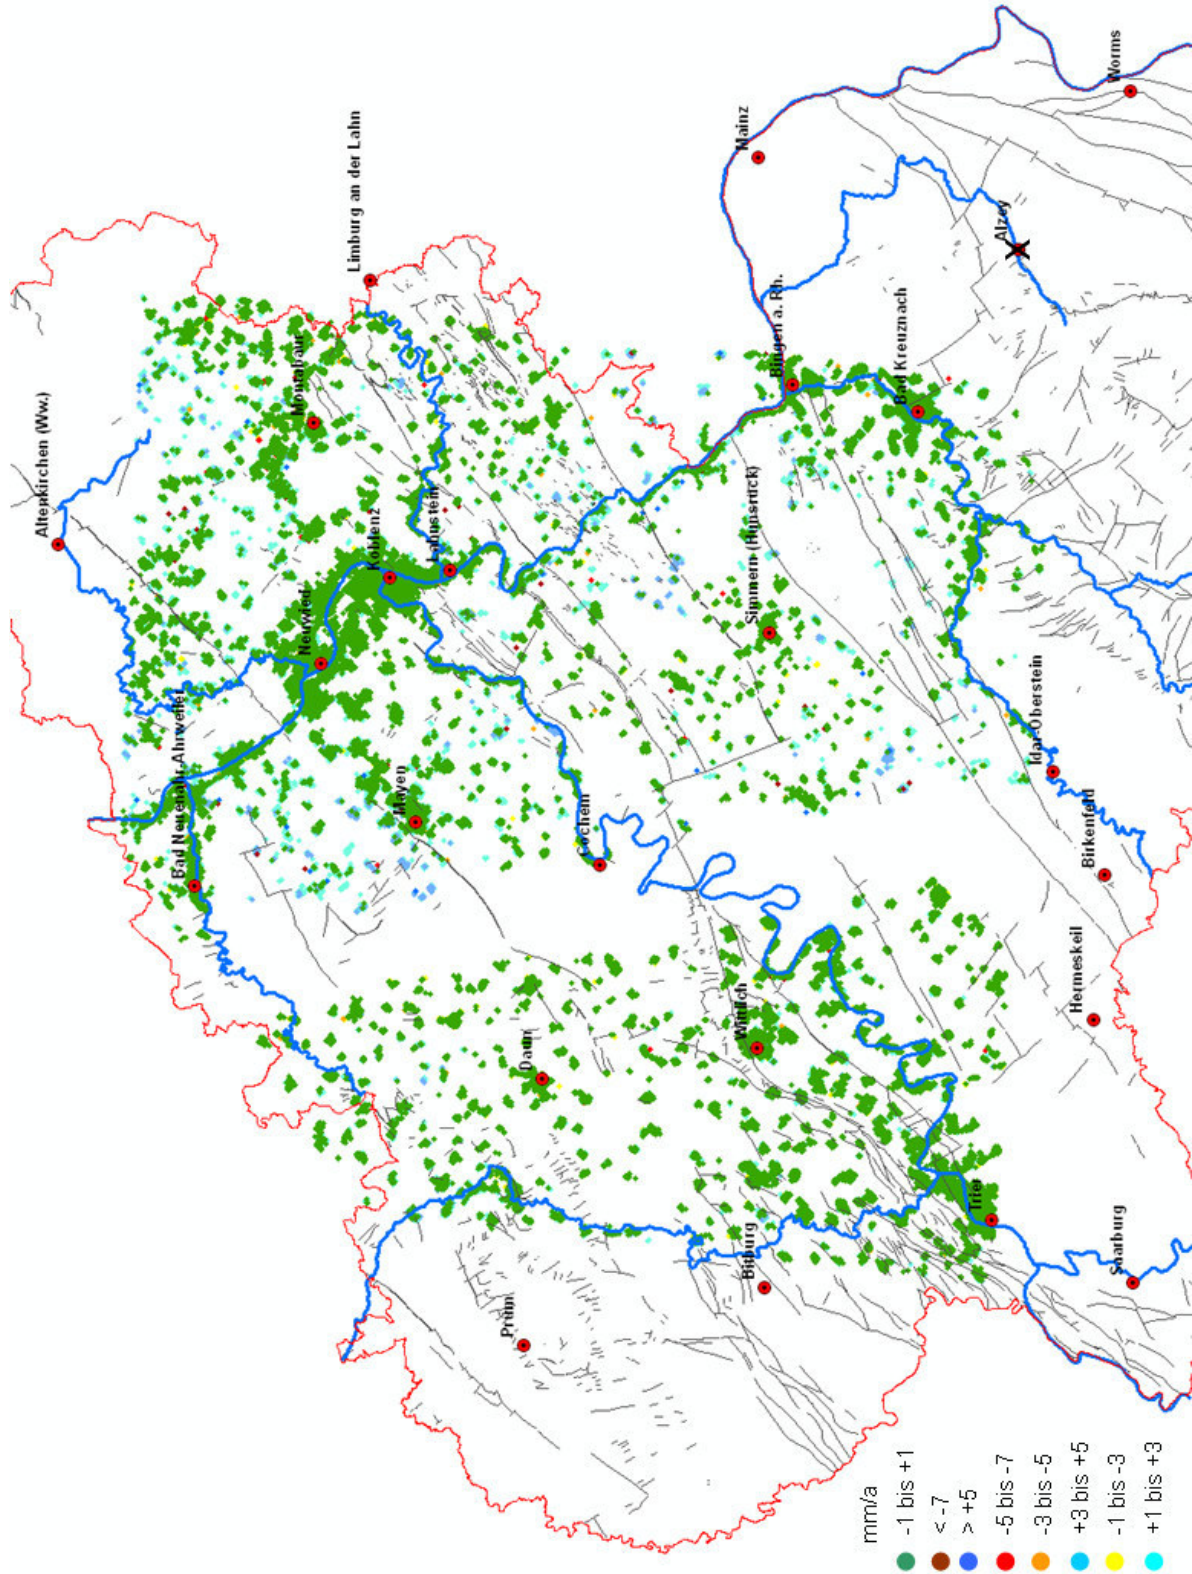 Altenkirchen (Ww.)
Limburg an der Lahn
Montabaur
Bad Neuenahr-Ahrweiler
Neuwied
Koblenz
Lahnstein
Mayen
Cochem
Mainz
Bingen a. Rh.
Bad Kreuznach
Alzey
Worms
Simmern (Hunsrück)
Idar-Oberstein
Birkenfeld
Hermeskeil
Daun
Wittlich
Prüm
Bitburg
Trier
Saarburg
mm/a
-1 bis +1
< -7
> +5
-5 bis -7
-3 bis -5
+3 bis +5
-1 bis -3
+1 bis +3